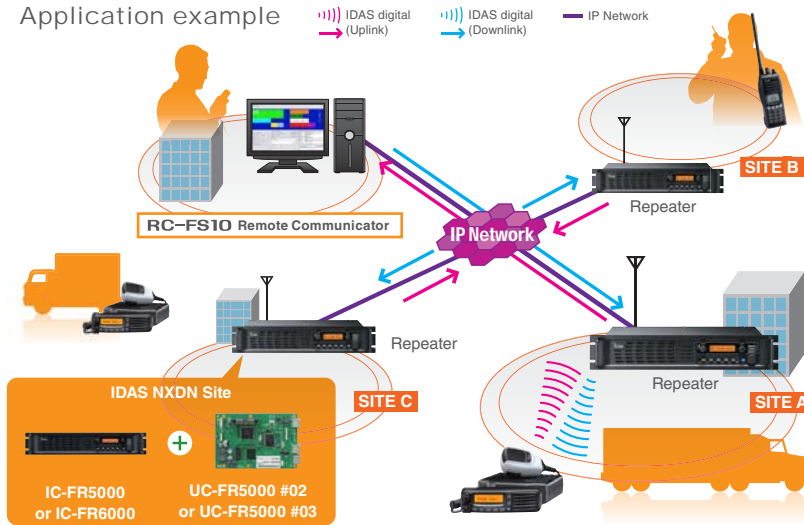 Application example
IDAS digital
(Uplink)
IDAS digital
(Downlink)
IP Network
SITE B
Repeater
RC-FS10 Remote Communicator
IP Network
Repeater
SITE C
Repeater
SITE A
IDAS NXDN Site
IC-FR5000
or IC-FR6000
UC-FR5000 #02
or UC-FR5000 #03